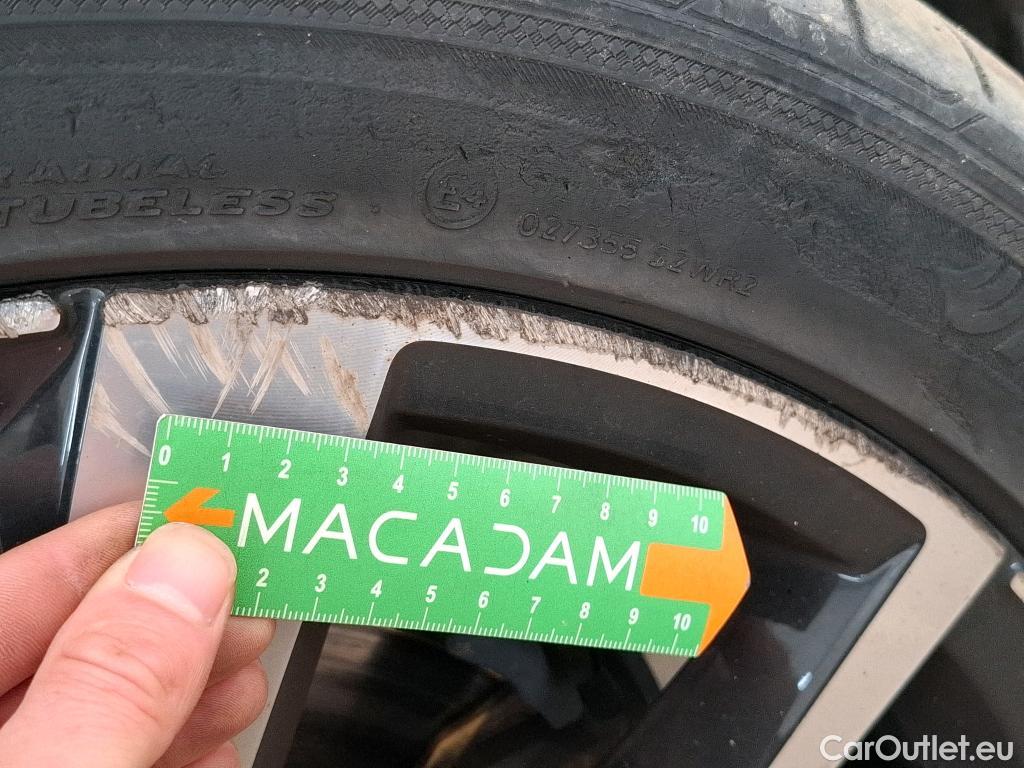 RADIAL
TUBELESS
E4
027355 S2WR2
0 1 2 3 4 5 6 7 8 9 10
MACADAM
2 3 4 5 6 7 8 9 10
CarOutlet.eu